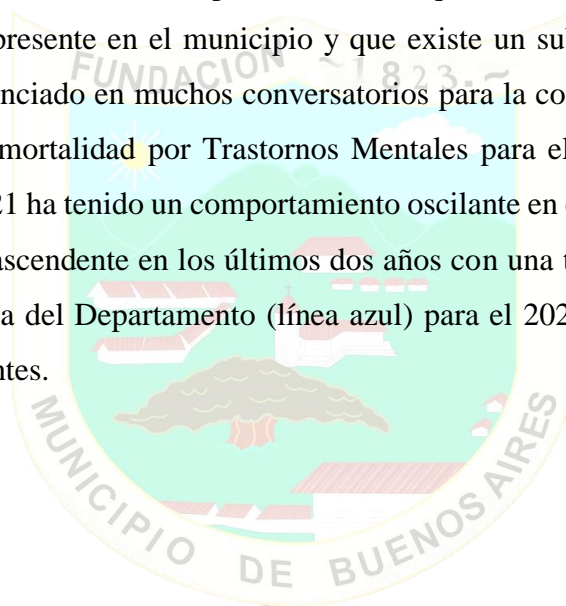 presente en el municipio y que existe un su
nciado en muchos conversatorios para la co
mortalidad por Trastornos Mentales para el
21 ha tenido un comportamiento oscilante en
ascendente en los últimos dos años con una t
a del Departamento (línea azul) para el 202
ntes.
FUNDACION ~1823.~
MUNICIPIO DE BUENOS AIRES